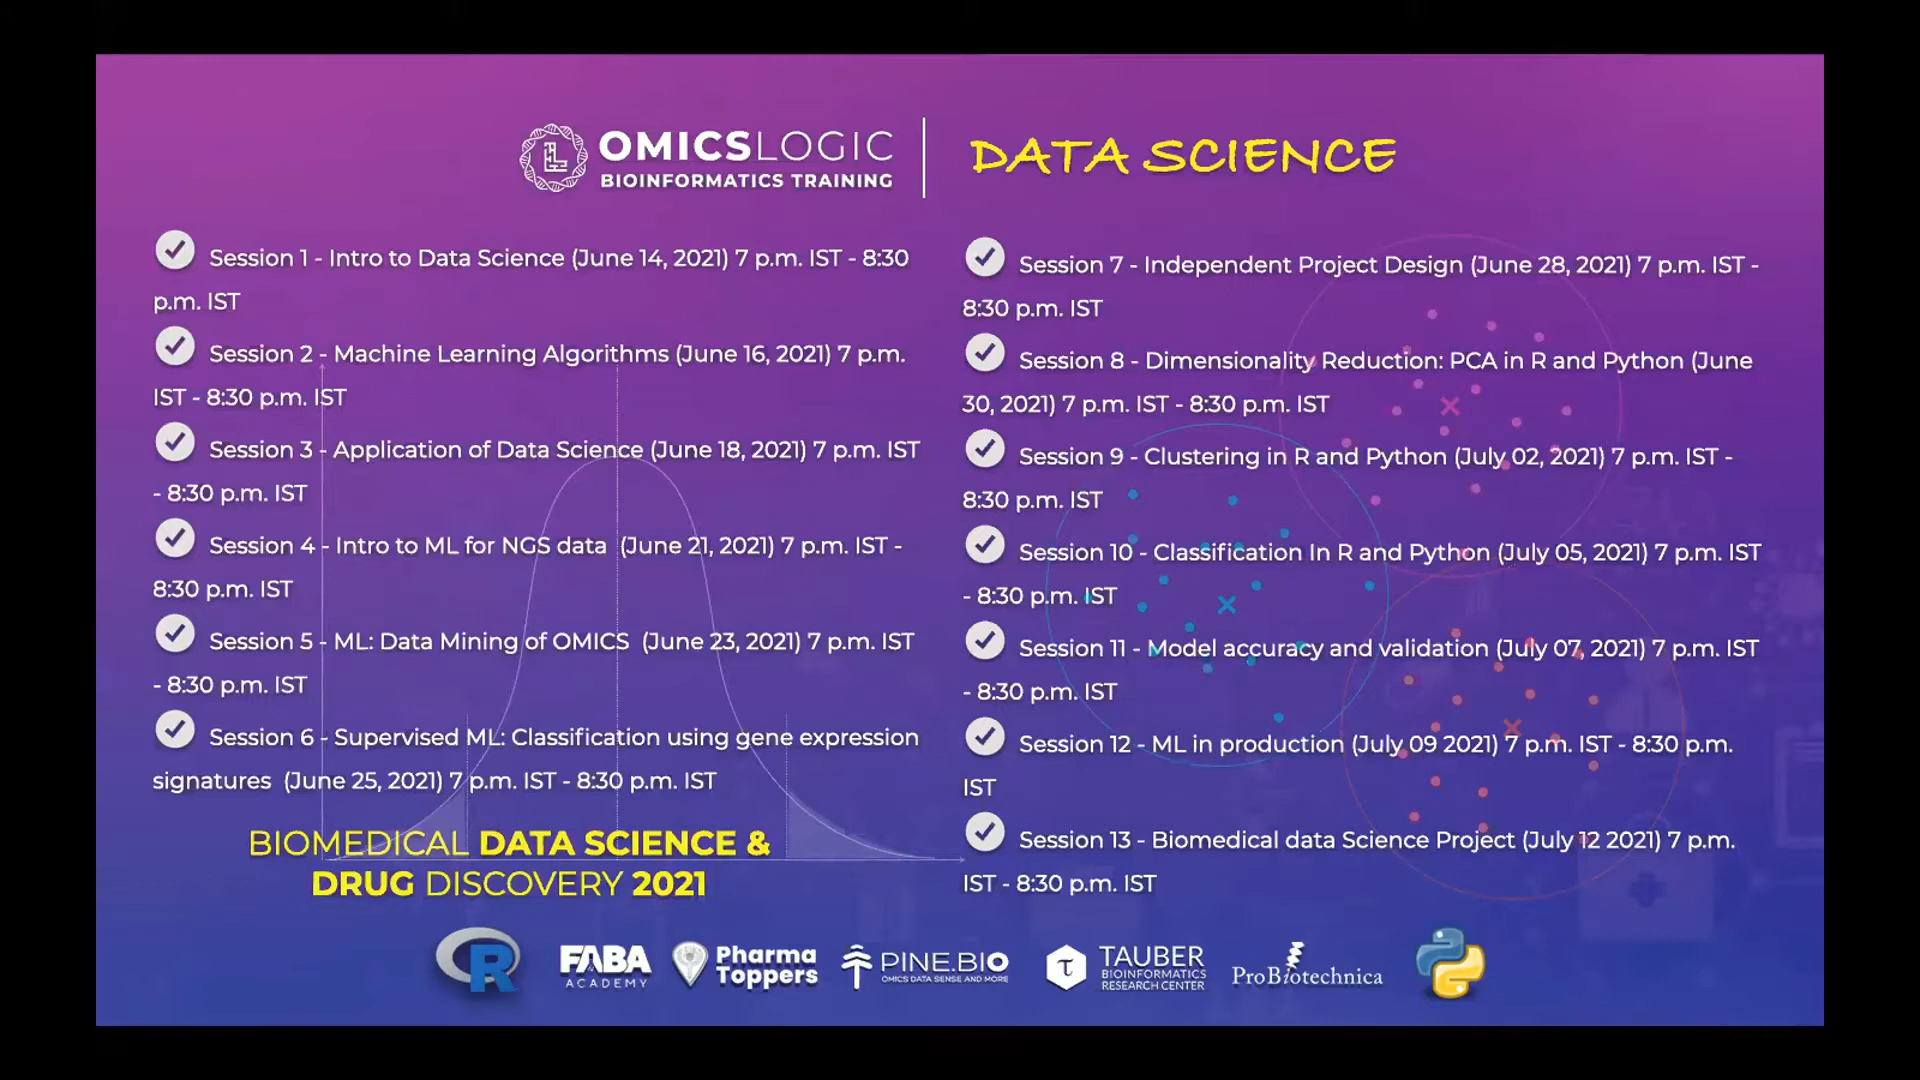 OMICSLOGIC
BIOINFORMATICS TRAINING
DATA SCIENCE
Session 1 - Intro to Data Science (June 14, 2021) 7 p.m. IST - 8:30
p.m. IST
Session 2 - Machine Learning Algorithms (June 16, 2021) 7 p.m.
IST - 8:30 p.m. IST
Session 3 - Application of Data Science (June 18, 2021) 7 p.m. IST
- 8:30 p.m. IST
Session 4 - Intro to ML for NGS data (June 21, 2021) 7 p.m. IST -
8:30 p.m. IST
Session 5 - ML: Data Mining of OMICS (June 23, 2021) 7 p.m. IST
- 8:30 p.m. IST
Session 6 - Supervised ML: Classification using gene expression
signatures (June 25, 2021) 7 p.m. IST - 8:30 p.m. IST
BIOMEDICAL DATA SCIENCE &
DRUG DISCOVERY 2021
Session 7 - Independent Project Design (June 28, 2021) 7 p.m. IST -
8:30 p.m. IST
Session 8 - Dimensionality Reduction: PCA in R and Python (June
30, 2021) 7 p.m. IST - 8:30 p.m. IST
Session 9 - Clustering in R and Python (July 02, 2021) 7 p.m. IST -
8:30 p.m. IST
Session 10 - Classification In R and Python (July 05, 2021) 7 p.m. IST
- 8:30 p.m. IST
Session 11 - Model accuracy and validation (July 07, 2021) 7 p.m. IST
- 8:30 p.m. IST
Session 12 - ML in production (July 09 2021) 7 p.m. IST - 8:30 p.m.
IST
Session 13 - Biomedical data Science Project (July 12 2021) 7 p.m.
IST - 8:30 p.m. IST
R
FABA
ACADEMY
Pharma
Toppers
PINE.BIO
OMICS DATA SENSE AND MORE
TAUBER
BIOINFORMATICS
RESEARCH CENTER
ProBiotechnica